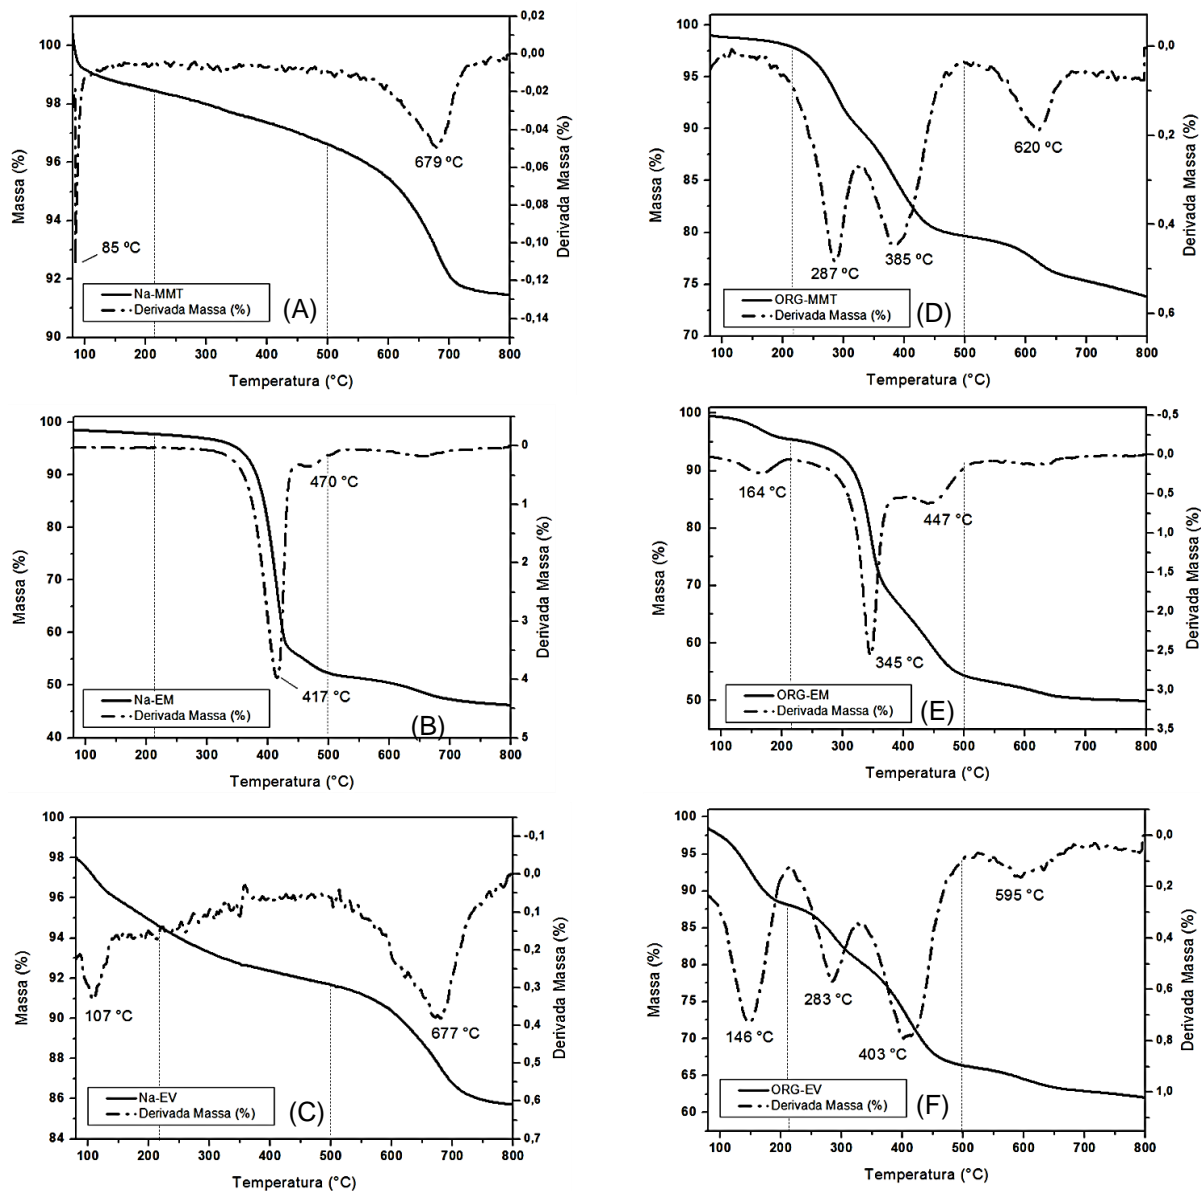 100
98
96
94
92
90
Massa (%)
0,02
0,00
-0,02
-0,04
-0,06
-0,08
-0,10
-0,12
-0,14
Derivada Massa (%)
679 ºC
85 ºC
Na-MMT
Derivada Massa (%)
(A)
100 200 300 400 500 600 700 800
Temperatura (°C)
100
95
90
85
80
75
70
Massa (%)
0,0
0,2
0,4
0,6
Derivada Massa (%)
620 °C
287 °C
385 °C
ORG-MMT
Derivada Massa (%)
(D)
100 200 300 400 500 600 700 800
Temperatura (°C)
100
90
80
70
60
50
40
Massa (%)
0
1
2
3
4
5
Derivada Massa (%)
470 °C
417 °C
Na-EM
Derivada Massa (%)
(B)
100 200 300 400 500 600 700 800
Temperatura (°C)
100
90
80
70
60
50
Massa (%)
-0,5
0,0
0,5
1,0
1,5
2,0
2,5
3,0
3,5
Derivada Massa (%)
164 °C
447 °C
345 °C
ORG-EM
Derivada Massa (%)
(E)
100 200 300 400 500 600 700 800
Temperatura (°C)
100
98
96
94
92
90
88
86
84
Massa (%)
-0,1
0,0
0,1
0,2
0,3
0,4
0,5
0,6
0,7
Derivada Massa (%)
107 °C
677 °C
Na-EV
Derivada Massa (%)
(C)
100 200 300 400 500 600 700 800
Temperatura (°C)
100
95
90
85
80
75
70
65
60
Massa (%)
0,0
0,2
0,4
0,6
0,8
1,0
Derivada Massa (%)
595 °C
283 °C
146 °C
403 °C
ORG-EV
Derivada Massa (%)
(F)
100 200 300 400 500 600 700 800
Temperatura (°C)